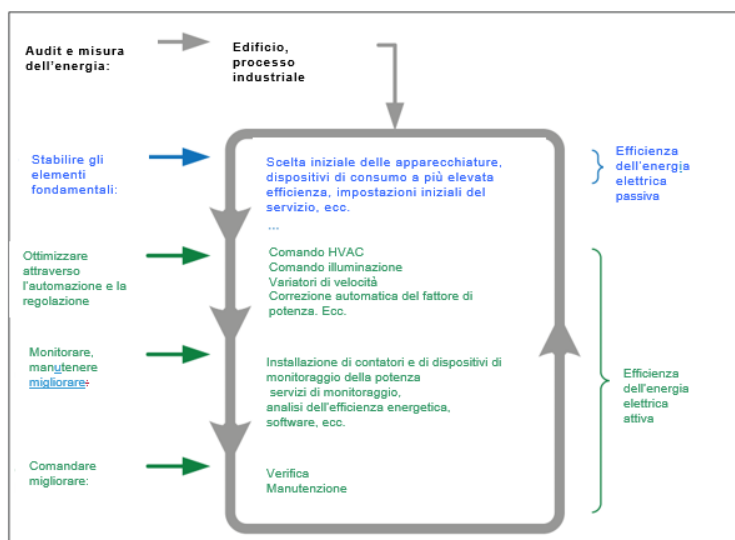 Audit e misura
dell'energia:
Edificio,
processo
industriale
Stabilire gli
elementi
fondamentali:
Scelta iniziale delle apparecchiature,
dispositivi di consumo a più elevata
efficienza, impostazioni iniziali del
servizio, ecc.
...
Efficienza
dell'energia
elettrica
passiva
Ottimizzare
attraverso
l'automazione e la
regolazione
Comando HVAC
Comando illuminazione
Variatori di velocità
Correzione automatica del fattore di
potenza. Ecc.
Monitorare,
manutenere
migliorare:
Installazione di contatori e di dispositivi di
monitoraggio della potenza
servizi di monitoraggio,
analisi dell'efficienza energetica,
software, ecc.
Efficienza
dell'energia
elettrica
attiva
Comandare
migliorare:
Verifica
Manutenzione